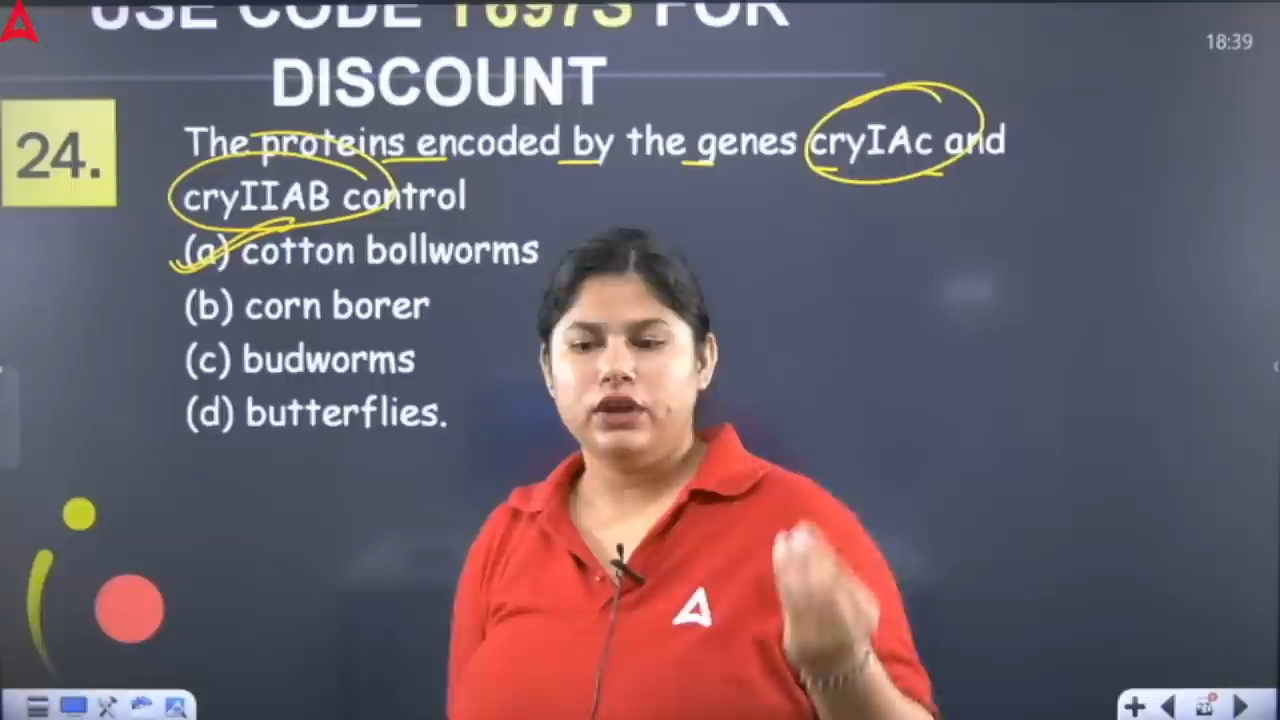 USE CODE T697S FOR
DISCOUNT
18:39
24.
The proteins encoded by the genes cryIAc and
cryIIAB control
(a) cotton bollworms
(b) corn borer
(c) budworms
(d) butterflies.